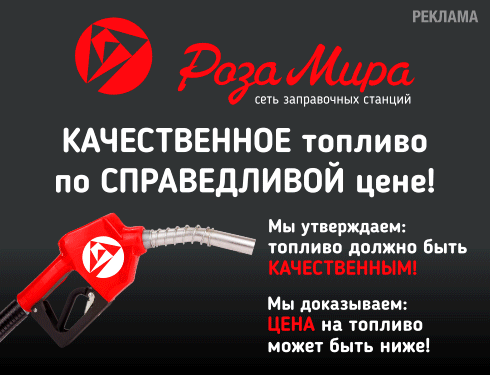 РЕКЛАМА
Роза Мира
сеть заправочных станций
КАЧЕСТВЕННОЕ топливо
по СПРАВЕДЛИВОЙ цене!
Мы утверждаем:
топливо должно быть
КАЧЕСТВЕННЫМ!
Мы доказываем:
ЦЕНА на топливо
может быть ниже!